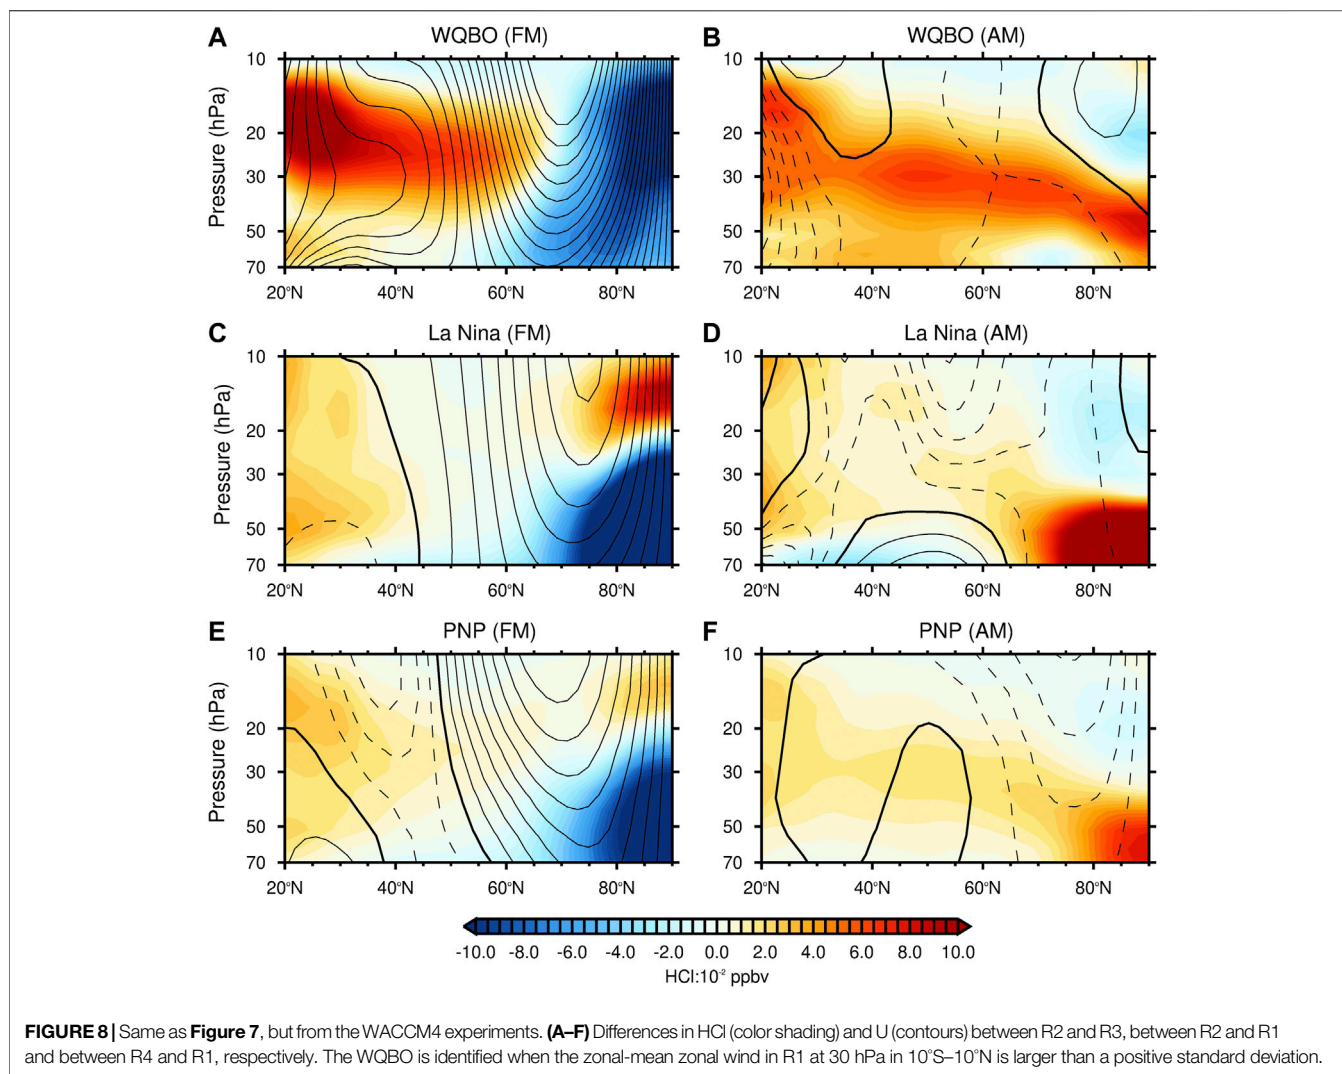 A WQBO (FM)
B WQBO (AM)
Pressure (hPa)
10
20
30
50
70
20°N 40°N 60°N 80°N
10
20
30
50
70
20°N 40°N 60°N 80°N
C La Nina (FM)
D La Nina (AM)
Pressure (hPa)
10
20
30
50
70
20°N 40°N 60°N 80°N
10
20
30
50
70
20°N 40°N 60°N 80°N
E PNP (FM)
F PNP (AM)
Pressure (hPa)
10
20
30
50
70
20°N 40°N 60°N 80°N
10
20
30
50
70
20°N 40°N 60°N 80°N
-10.0 -8.0 -6.0 -4.0 -2.0 0.0 2.0 4.0 6.0 8.0 10.0
HCl:10⁻² ppbv
FIGURE 8 | Same as Figure 7, but from the WACCM4 experiments. (A–F) Differences in HCl (color shading) and U (contours) between R2 and R3, between R2 and R1
and between R4 and R1, respectively. The WQBO is identified when the zonal-mean zonal wind in R1 at 30 hPa in 10°S–10°N is larger than a positive standard deviation.